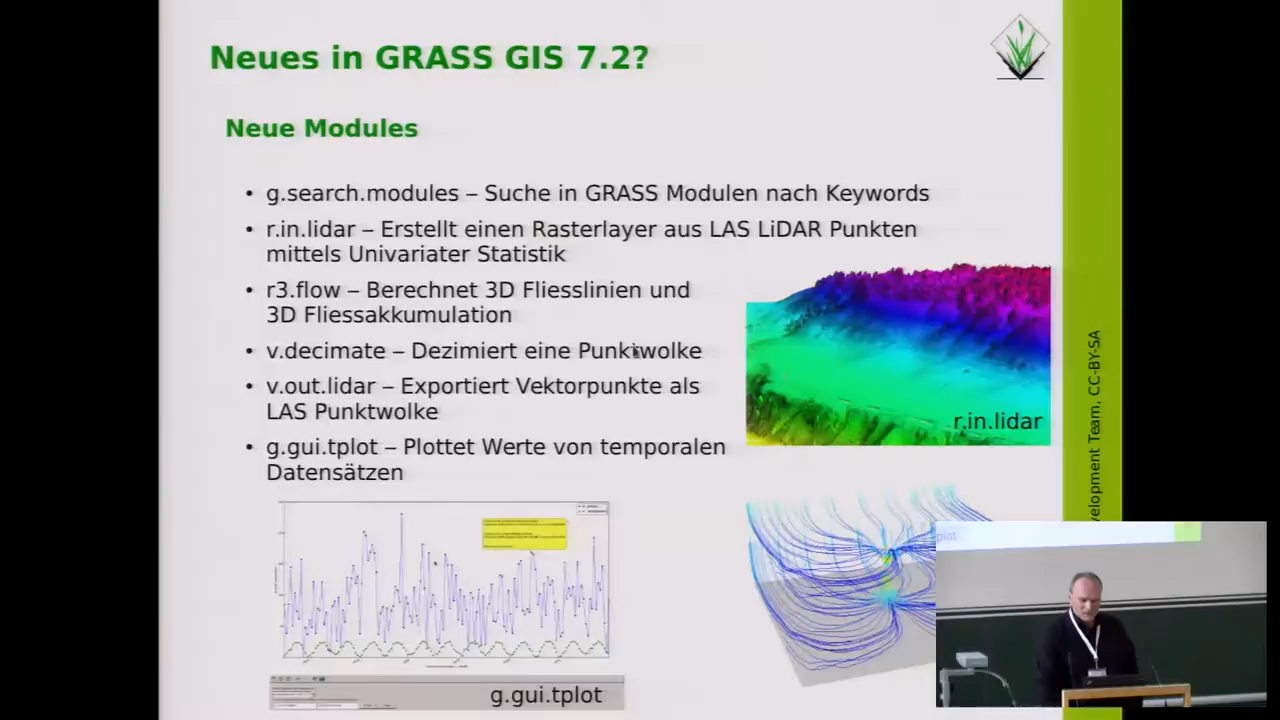 Neues in GRASS GIS 7.2?
Neue Modules
• g.search.modules – Suche in GRASS Modulen nach Keywords
• r.in.lidar – Erstellt einen Rasterlayer aus LAS LiDAR Punkten
mittels Univariater Statistik
• r3.flow – Berechnet 3D Fliesslinien und
3D Fliessakkumulation
• v.decimate – Dezimiert eine Punktwolke
• v.out.lidar – Exportiert Vektorpunkte als
LAS Punktwolke
• g.gui.tplot – Plottet Werte von temporalen
Datensätzen
r.in.lidar
g.gui.tplot
Team, CC-BY-SA